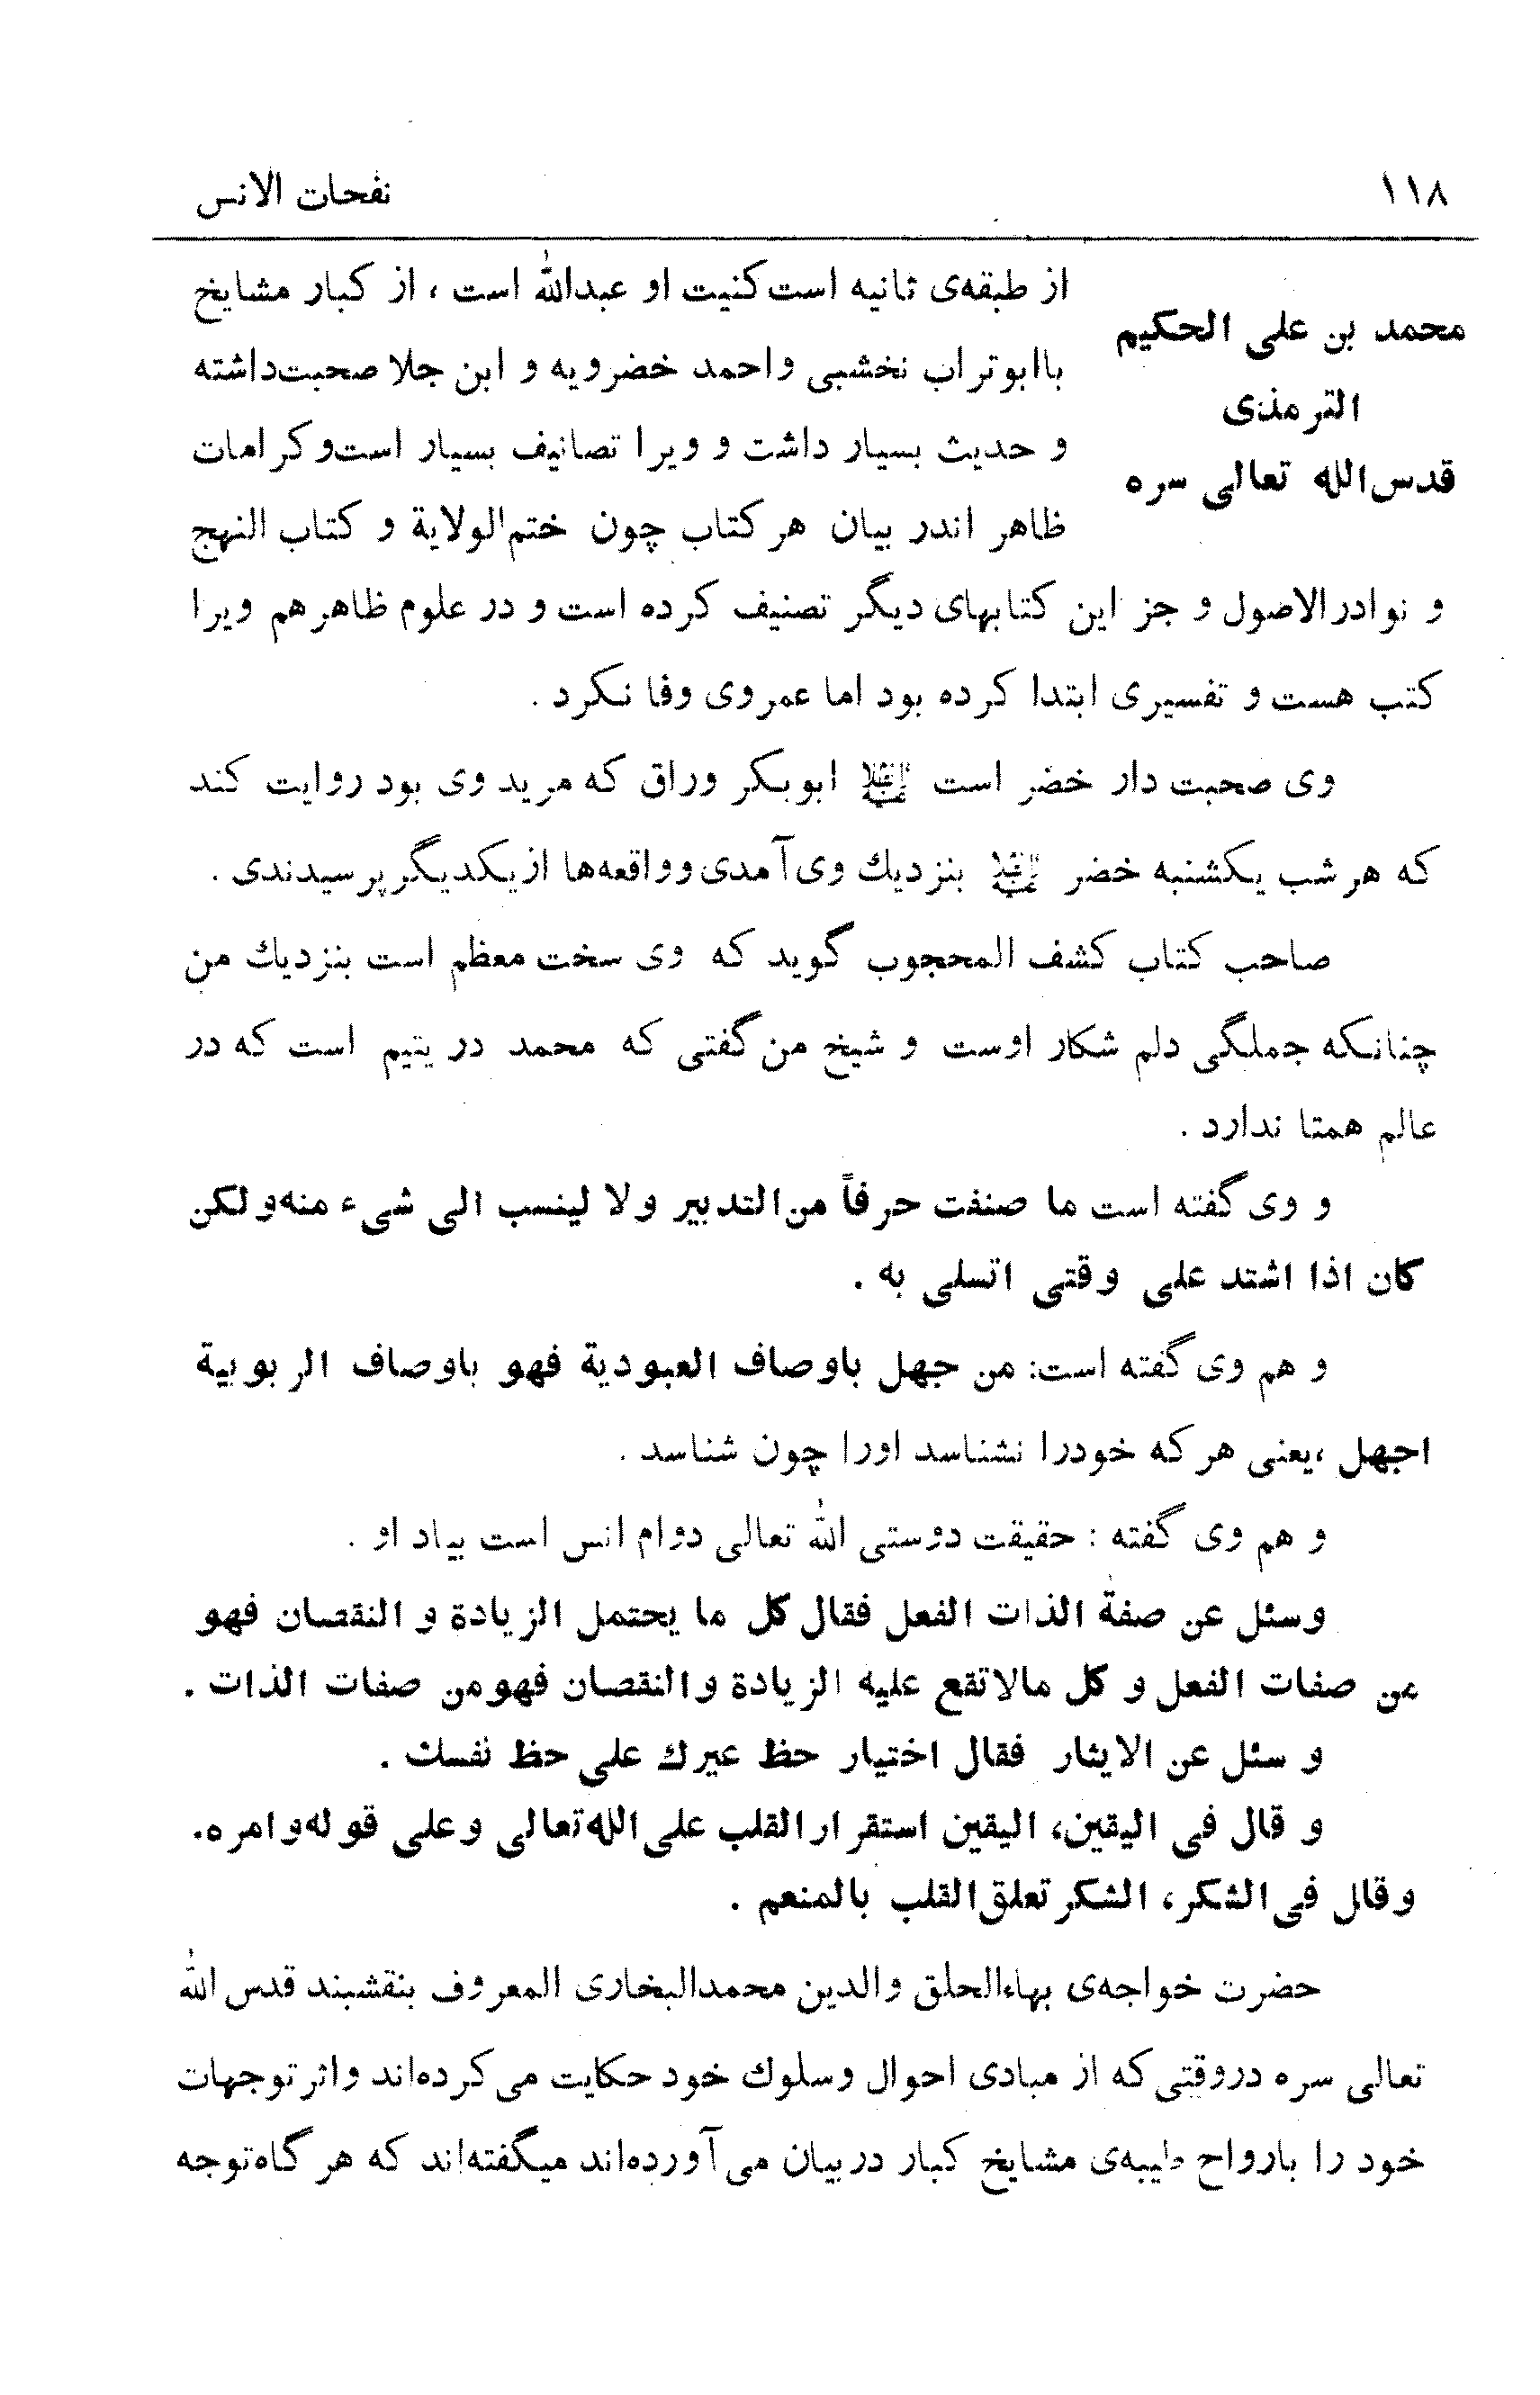 ۱۱۸
نفحات الانس
محمد بن علی الحکیم
الترمذی
قدس‌الله تعالی سره
از طبقه‌ی ثانیه است کنیت او عبدالله است ، از کبار مشایخ
باابوتراب نخشبی واحمد خضرویه و ابن جلا صحبت‌داشته
و حدیث بسیار داشت و ویرا تصانیف بسیار است‌وکرامات
ظاهر اندر بیان هرکتاب چون ختم‌الولایة و کتاب النهج
و نوادرالاصول و جز این کتابهای دیگر تصنیف کرده است و در علوم ظاهرهم ویرا
کتب هست و تفسیری ابتدا کرده بود اما عمروی وفا نکرد .
وی صحبت دار خضر است علیه‌السلام ابوبکر وراق که مرید وی بود روایت کند
که هرشب یکشنبه خضر علیه‌السلام بنزدیك وی‌آمدی‌وواقعه‌ها ازیکدیگرپرسیدندی .
صاحب کتاب کشف المحجوب گوید که وی سخت معظم است بنزدیك من
چنانکه جملگی دلم شکار اوست و شیخ من گفتی که محمد در یتیم است که در
عالم همتا ندارد .
و وی گفته است ما صنفت حرفاً من‌التدبیر ولا لینسب الی شیء منه‌ولکن
کان اذا اشتد علی وقتی اتسلی به .
و هم وی گفته است: من جهل باوصاف العبودیة فهو باوصاف الربوبیة
اجهل ،یعنی هرکه خودرا نشناسد اورا چون شناسد .
و هم وی گفته : حقیقت دوستی الله تعالی دوام انس است بیاد او .
وسئل عن صفة الذات الفعل فقال کل ما یحتمل الزیادة و النقصان فهو
من صفات الفعل و کل مالاتقع علیه الزیادة والنقصان فهومن صفات الذات .
و سئل عن الایثار فقال اختیار حظ غیرك علی حظ نفسك .
و قال فی الیقین، الیقین استقرارالقلب علی‌الله‌تعالی وعلی قوله‌وامره.
وقال فی‌الشکر، الشکرتعلق‌القلب بالمنعم .
حضرت خواجه‌ی بهاءالحلق والدین محمدالبخاری المعروف بنقشبند قدس الله
تعالی سره دروقتی‌که از مبادی احوال وسلوك خود حکایت می‌کرده‌اند واثرتوجهات
خود را بارواح طیبه‌ی مشایخ کبار دربیان می‌آورده‌اند میگفته‌اند که هرگاه‌توجه